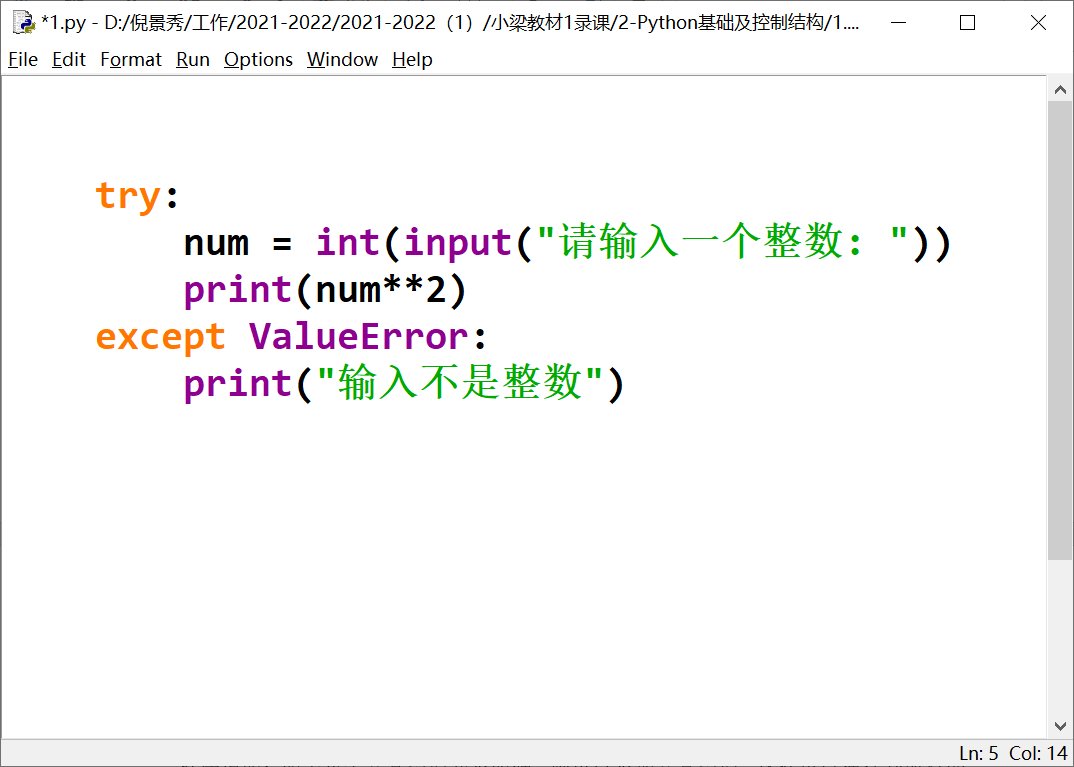 *1.py - D:/倪景秀/工作/2021-2022/2021-2022（1）/小梁教材1录课/2-Python基础及控制结构/1....
File Edit Format Run Options Window Help
try:
    num = int(input("请输入一个整数："))
    print(num**2)
except ValueError:
    print("输入不是整数")
Ln: 5 Col: 14